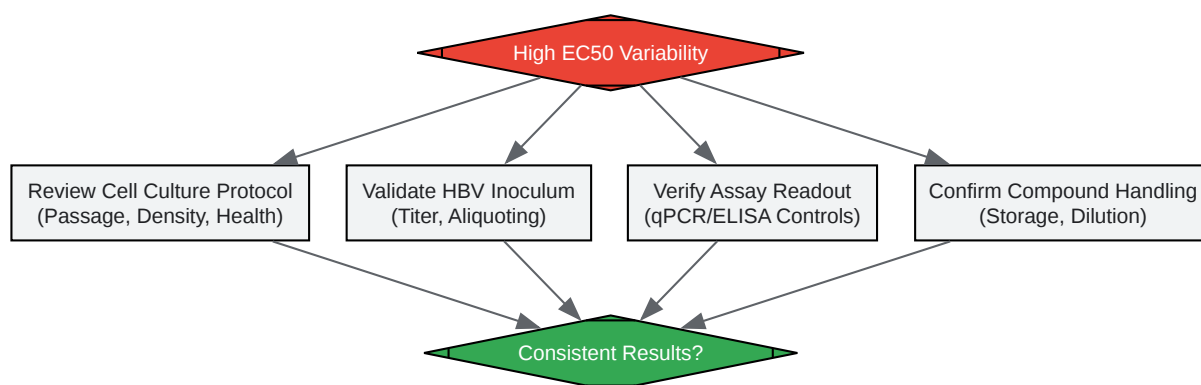 High EC50 Variability
Review Cell Culture Protocol
(Passage, Density, Health)
Validate HBV Inoculum
(Titer, Aliquoting)
Verify Assay Readout
(qPCR/ELISA Controls)
Confirm Compound Handling
(Storage, Dilution)
Consistent Results?